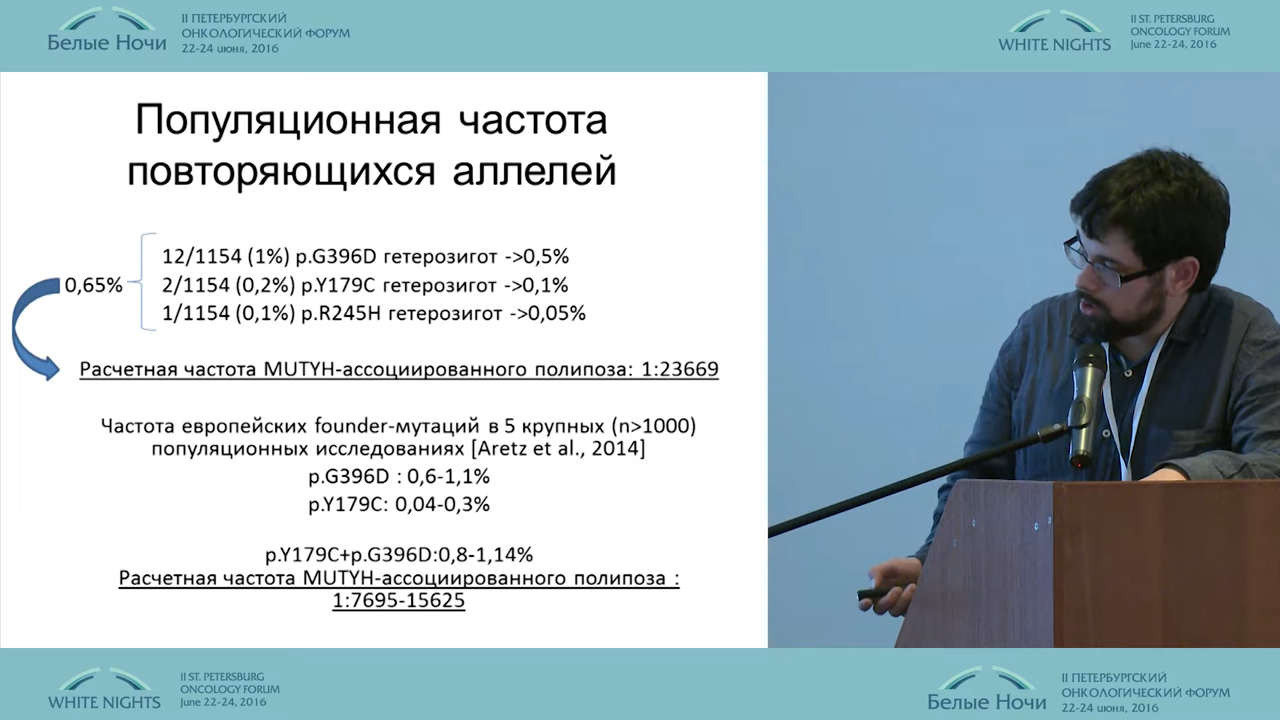 Белые Ночи
II ПЕТЕРБУРГСКИЙ
ОНКОЛОГИЧЕСКИЙ ФОРУМ
22-24 июня, 2016
WHITE NIGHTS
II ST. PETERSBURG
ONCOLOGY FORUM
June 22-24, 2016
Популяционная частота
повторяющихся аллелей
12/1154 (1%) p.G396D гетерозигот ->0,5%
0,65%
2/1154 (0,2%) p.Y179C гетерозигот ->0,1%
1/1154 (0,1%) p.R245H гетерозигот ->0,05%
Расчетная частота MUTYH-ассоциированного полипоза: 1:23669
Частота европейских founder-мутаций в 5 крупных (n>1000)
популяционных исследованиях [Aretz et al., 2014]
p.G396D : 0,6-1,1%
p.Y179C: 0,04-0,3%
p.Y179C+p.G396D:0,8-1,14%
Расчетная частота MUTYH-ассоциированного полипоза :
1:7695-15625
WHITE NIGHTS
II ST. PETERSBURG
ONCOLOGY FORUM
June 22-24, 2016
Белые Ночи
II ПЕТЕРБУРГСКИЙ
ОНКОЛОГИЧЕСКИЙ ФОРУМ
22-24 июня, 2016